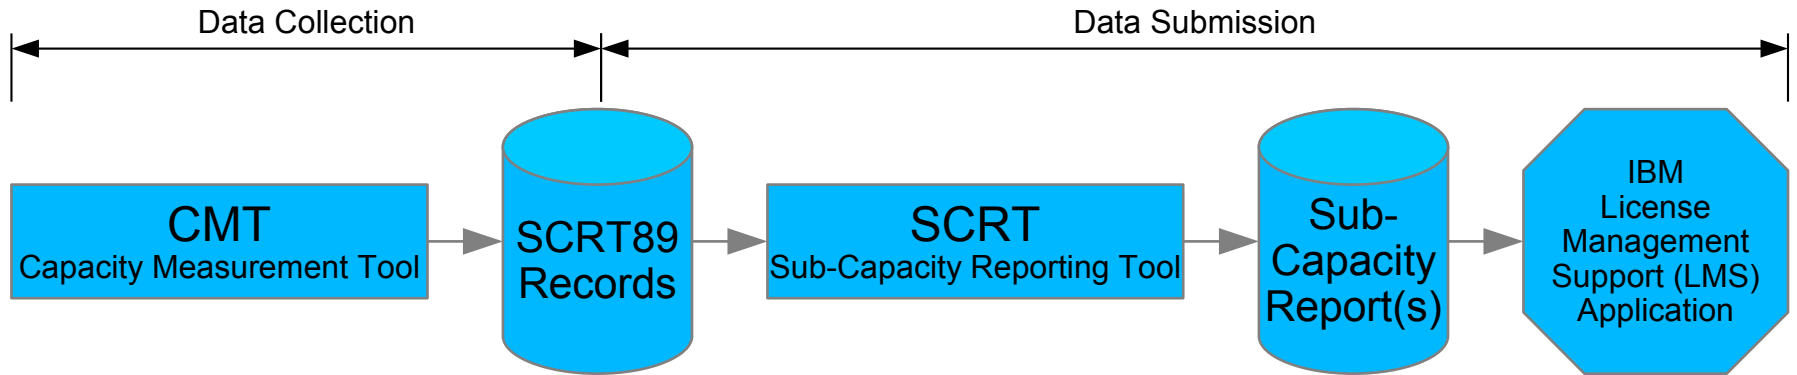 Data Collection
Data Submission
CMT
Capacity Measurement Tool
SCRT89
Records
SCRT
Sub-Capacity Reporting Tool
Sub-
Capacity
Report(s)
IBM
License
Management
Support (LMS)
Application